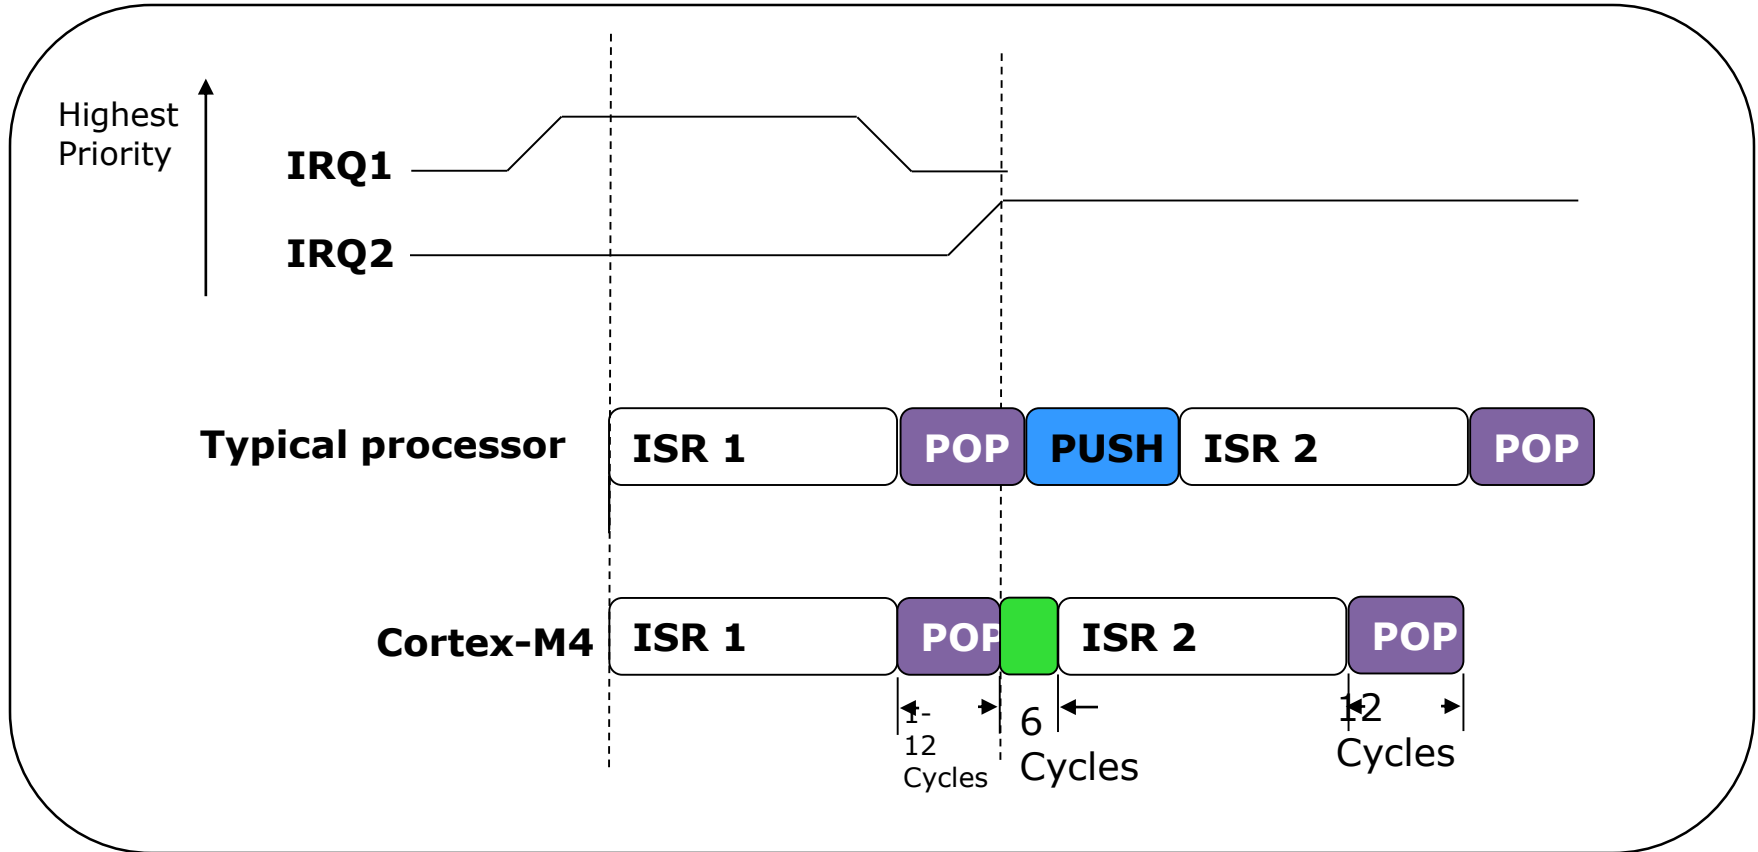 Highest
Priority
IRQ1
IRQ2
Typical processor
ISR 1
POP
PUSH
ISR 2
POP
Cortex-M4
ISR 1
POP
ISR 2
POP
1-
12
Cycles
6
Cycles
12
Cycles